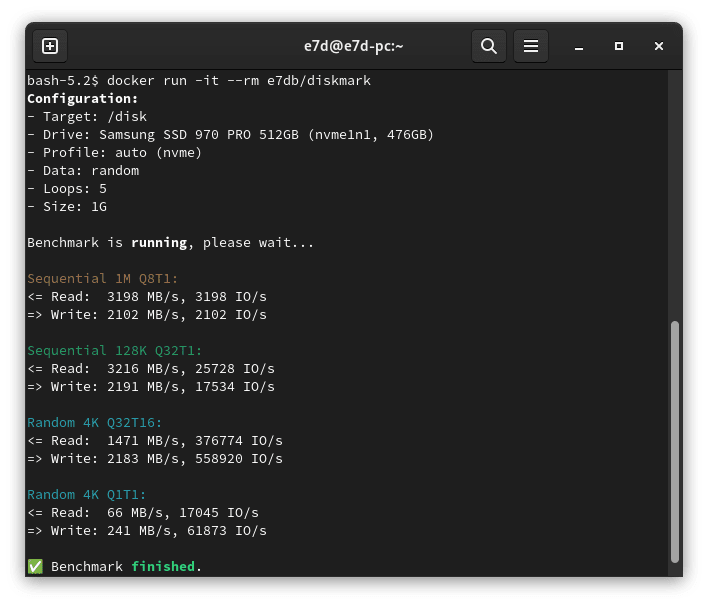 e7d@e7d-pc:~
bash-5.2$ docker run -it --rm e7db/diskmark
Configuration:
- Target: /disk
- Drive: Samsung SSD 970 PRO 512GB (nvme1n1, 476GB)
- Profile: auto (nvme)
- Data: random
- Loops: 5
- Size: 1G
Benchmark is running, please wait...
Sequential 1M Q8T1:
<= Read:  3198 MB/s, 3198 IO/s
=> Write: 2102 MB/s, 2102 IO/s
Sequential 128K Q32T1:
<= Read:  3216 MB/s, 25728 IO/s
=> Write: 2191 MB/s, 17534 IO/s
Random 4K Q32T16:
<= Read:  1471 MB/s, 376774 IO/s
=> Write: 2183 MB/s, 558920 IO/s
Random 4K Q1T1:
<= Read:  66 MB/s, 17045 IO/s
=> Write: 241 MB/s, 61873 IO/s
✅ Benchmark finished.